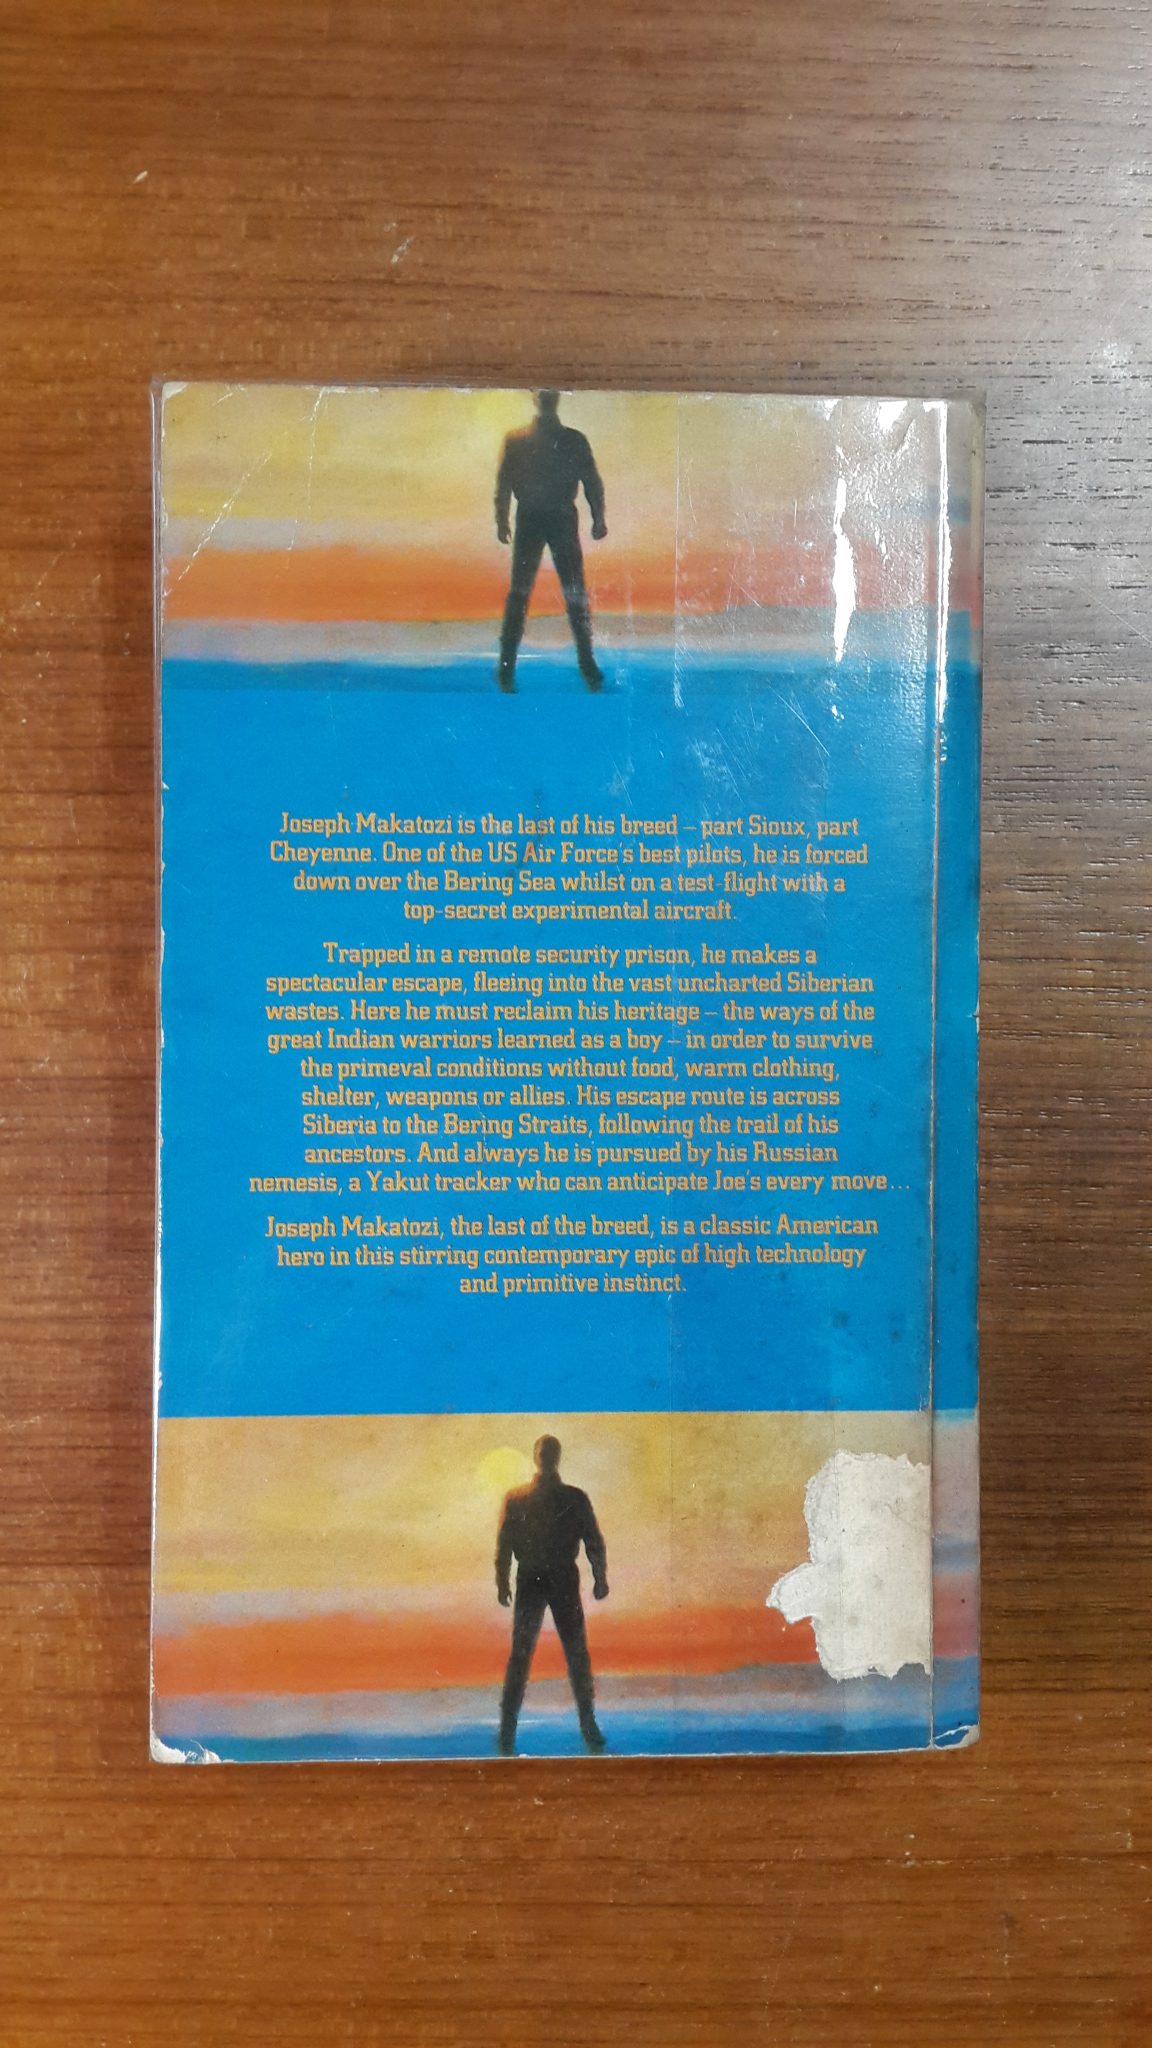 Joseph Makatozi is the last of his breed – part Sioux, part
Cheyenne. One of the US Air Force's best pilots, he is forced
down over the Bering Sea whilst on a test-flight with a
top-secret experimental aircraft.
Trapped in a remote security prison, he makes a
spectacular escape, fleeing into the vast uncharted Siberian
wastes. Here he must reclaim his heritage – the ways of the
great Indian warriors learned as a boy – in order to survive
the primeval conditions without food, warm clothing,
shelter, weapons or allies. His escape route is across
Siberia to the Bering Straits, following the trail of his
ancestors. And always he is pursued by his Russian
nemesis, a Yakut tracker who can anticipate Joe's every move...
Joseph Makatozi, the last of the breed, is a classic American
hero in this stirring contemporary epic of high technology
and primitive instinct.